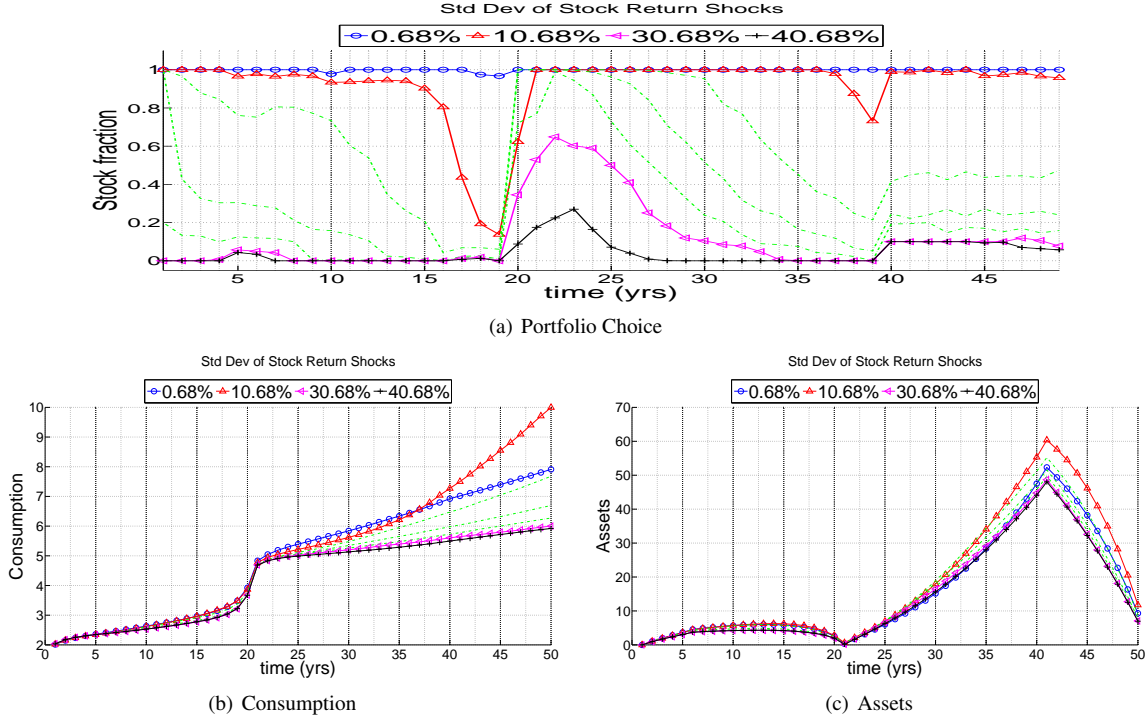 Std Dev of Stock Return Shocks
0.68% 10.68% 30.68% 40.68%
Stock fraction
1
0.8
0.6
0.4
0.2
0
5 10 15 20 25 30 35 40 45
time (yrs)
(a) Portfolio Choice
Std Dev of Stock Return Shocks
0.68% 10.68% 30.68% 40.68%
Consumption
10
9
8
7
6
5
4
3
2
0 5 10 15 20 25 30 35 40 45 50
time (yrs)
(b) Consumption
Std Dev of Stock Return Shocks
0.68% 10.68% 30.68% 40.68%
Assets
70
60
50
40
30
20
10
0
0 5 10 15 20 25 30 35 40 45 50
time (yrs)
(c) Assets